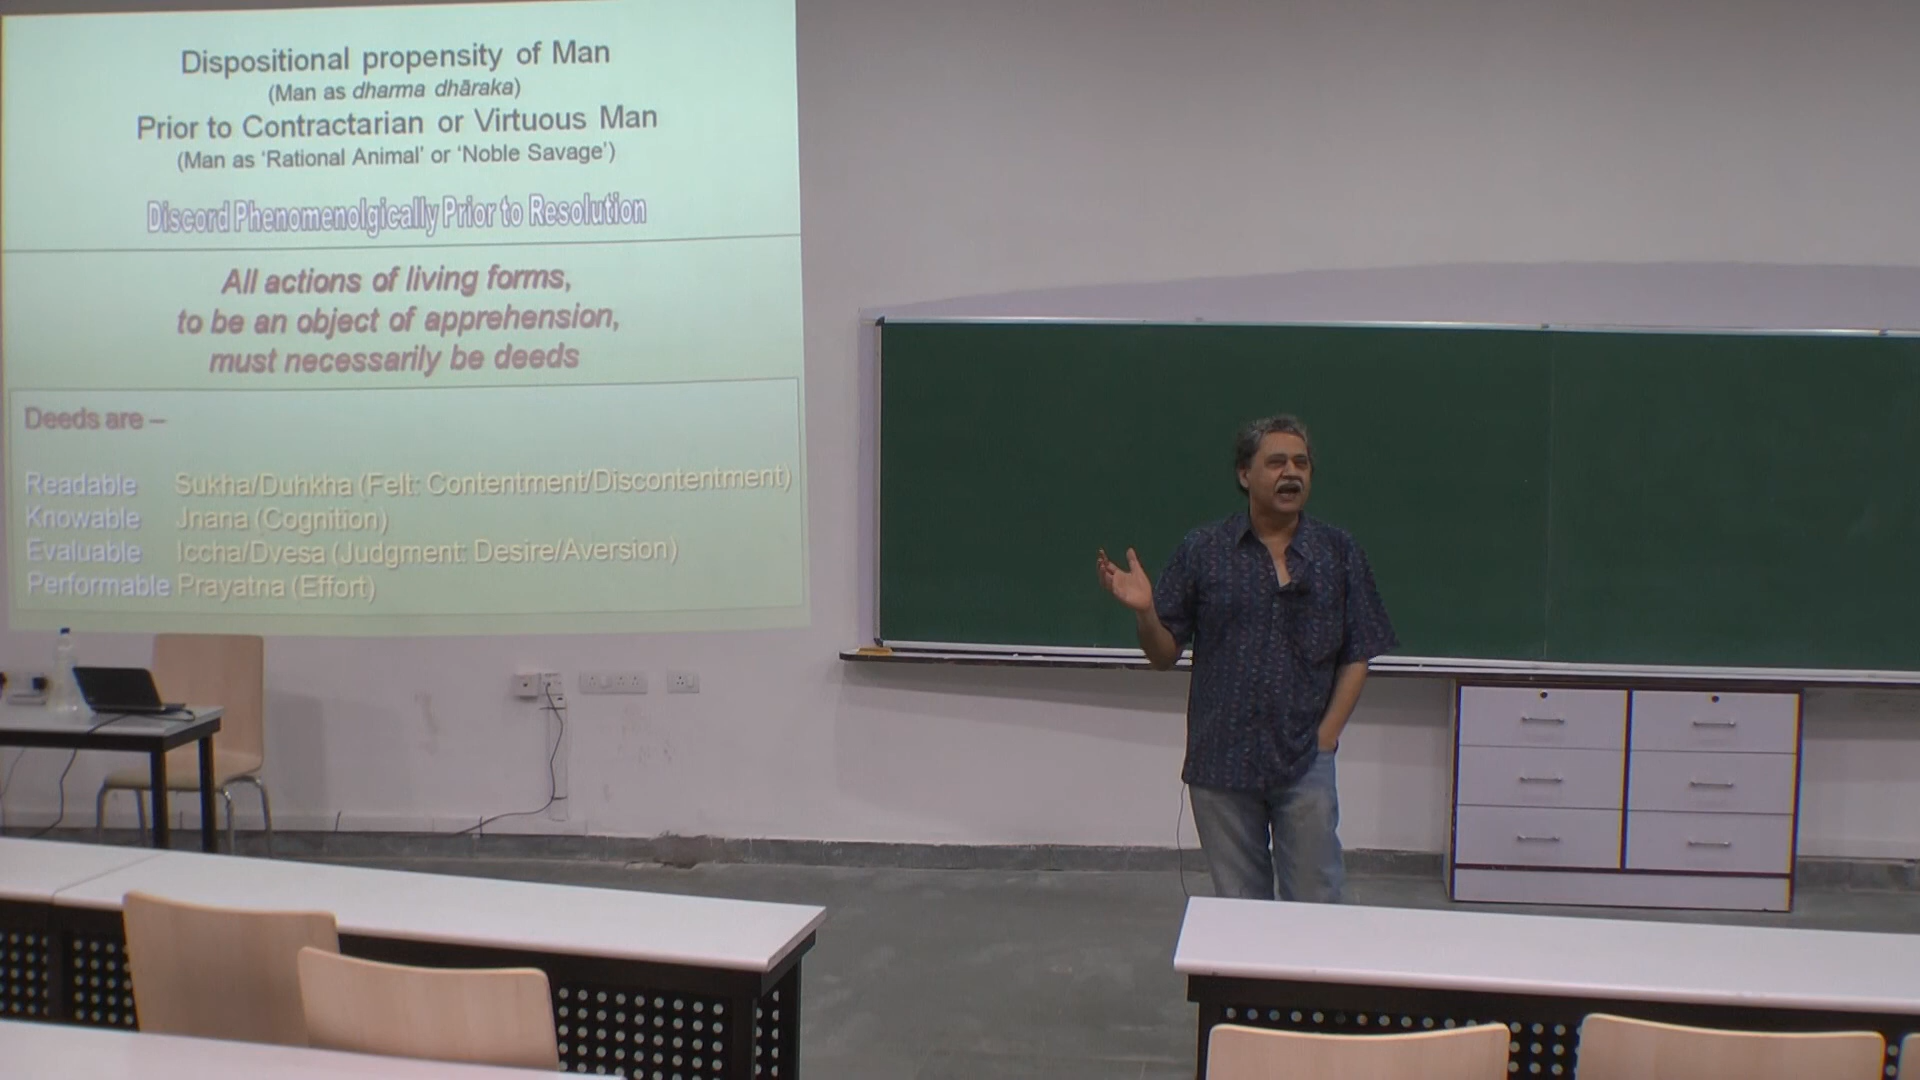 Dispositional propensity of Man
(Man as dharma dhāraka)
Prior to Contractarian or Virtuous Man
(Man as ‘Rational Animal’ or ‘Noble Savage’)
Discord Phenomenolgically Prior to Resolution
All actions of living forms,
to be an object of apprehension,
must necessarily be deeds
Deeds are –
Readable Sukha/Duhkha (Felt: Contentment/Discontentment)
Knowable Jnana (Cognition)
Evaluable Iccha/Dvesa (Judgment: Desire/Aversion)
Performable Prayatna (Effort)